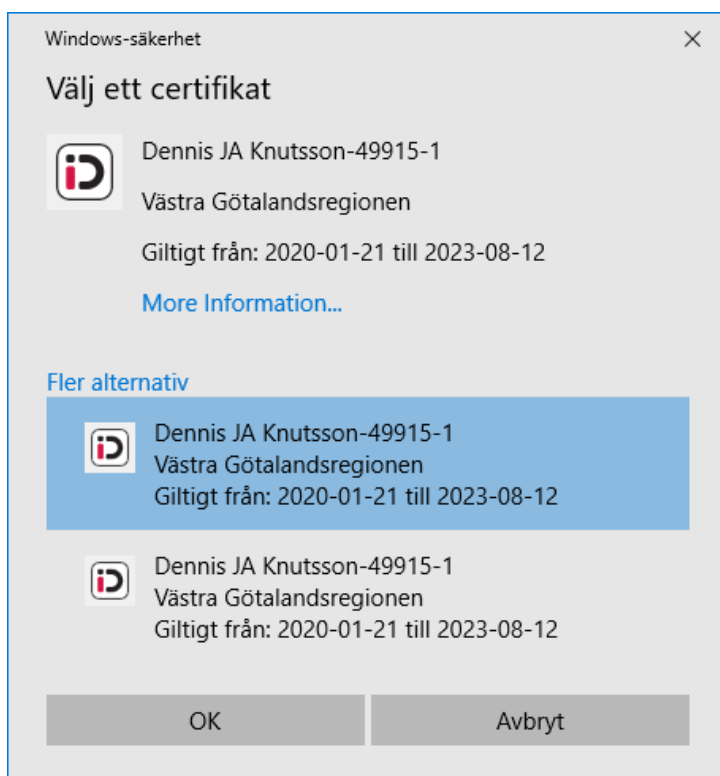 Windows-säkerhet
Välj ett certifikat
Dennis JA Knutsson-49915-1
Västra Götalandsregionen
Giltigt från: 2020-01-21 till 2023-08-12
More Information...
Fler alternativ
Dennis JA Knutsson-49915-1
Västra Götalandsregionen
Giltigt från: 2020-01-21 till 2023-08-12
Dennis JA Knutsson-49915-1
Västra Götalandsregionen
Giltigt från: 2020-01-21 till 2023-08-12
OK
Avbryt